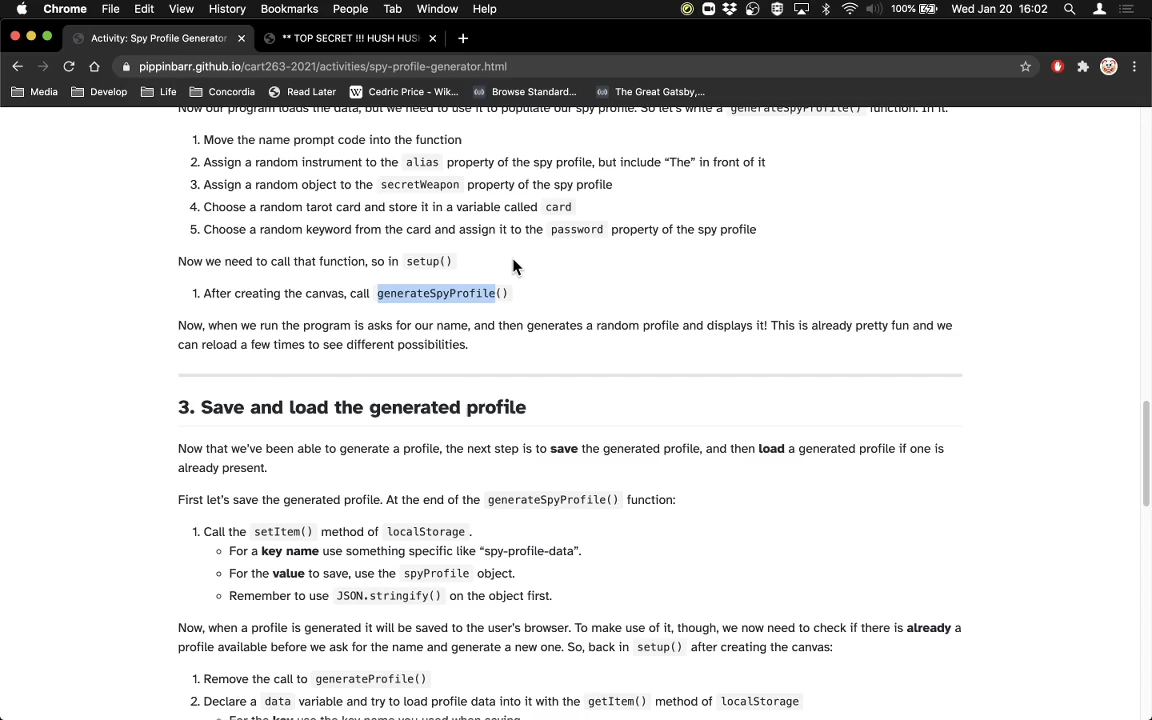 Chrome File Edit View History Bookmarks People Tab Window Help 100% Wed Jan 20 16:02
Activity: Spy Profile Generator ** TOP SECRET !!! HUSH HUSH
pippinbarr.github.io/cart263-2021/activities/spy-profile-generator.html
Media Develop Life Concordia Read Later Cedric Price - Wik... Browse Standard... The Great Gatsby,...
Now our program loads the data, but we need to use it to populate our spy profile. So let's write a generateSpyProfile() function. In it:
1. Move the name prompt code into the function
2. Assign a random instrument to the alias property of the spy profile, but include “The” in front of it
3. Assign a random object to the secretWeapon property of the spy profile
4. Choose a random tarot card and store it in a variable called card
5. Choose a random keyword from the card and assign it to the password property of the spy profile
Now we need to call that function, so in setup()
1. After creating the canvas, call generateSpyProfile()
Now, when we run the program is asks for our name, and then generates a random profile and displays it! This is already pretty fun and we
can reload a few times to see different possibilities.
3. Save and load the generated profile
Now that we've been able to generate a profile, the next step is to save the generated profile, and then load a generated profile if one is
already present.
First let's save the generated profile. At the end of the generateSpyProfile() function:
1. Call the setItem() method of localStorage.
◦ For a key name use something specific like “spy-profile-data”.
◦ For the value to save, use the spyProfile object.
◦ Remember to use JSON.stringify() on the object first.
Now, when a profile is generated it will be saved to the user's browser. To make use of it, though, we now need to check if there is already a
profile available before we ask for the name and generate a new one. So, back in setup() after creating the canvas:
1. Remove the call to generateProfile()
2. Declare a data variable and try to load profile data into it with the getItem() method of localStorage
◦ For the key use the key name you used when saving